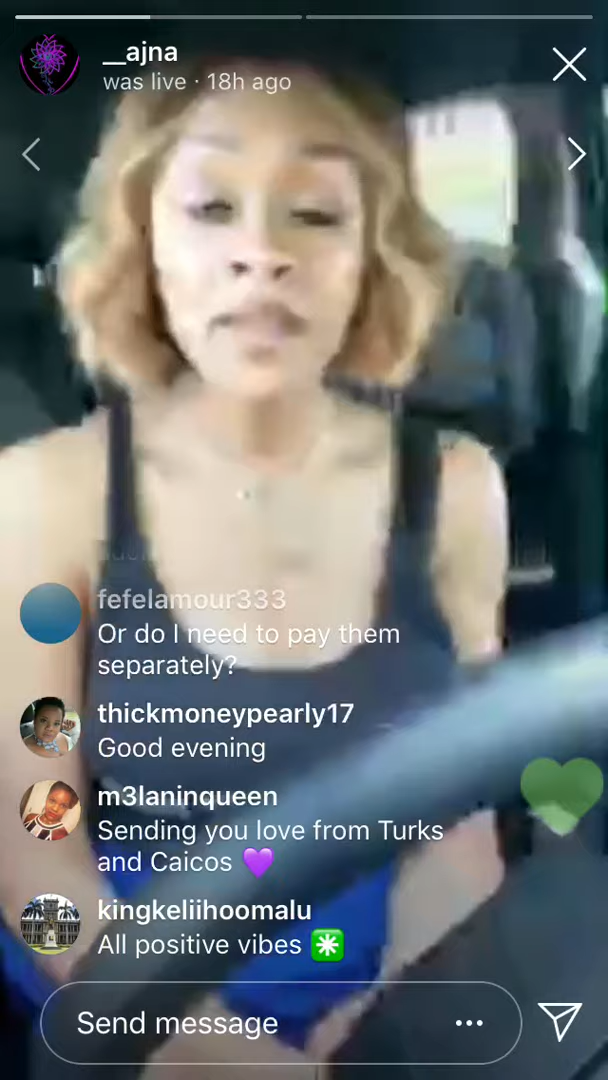 __ajna
was live · 18h ago
fefelamour333
Or do I need to pay them
separately?
thickmoneypearly17
Good evening
m3laninqueen
Sending you love from Turks
and Caicos 💜
kingkeliihoomalu
All positive vibes ✳️
Send message